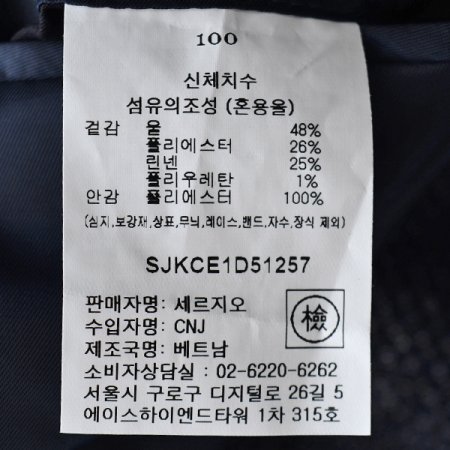 100
신체치수
섬유의조성 (혼용율)
겉감 울 48%
폴리에스터 26%
린넨 25%
폴리우레탄 1%
안감 폴리에스터 100%
(심지,보강재,상표,무늬,레이스,밴드,자수,장식 제외)
SJKCE1D51257
판매자명: 세르지오
수입자명: CNJ
檢
제조국명: 베트남
소비자상담실 : 02-6220-6262
서울시 구로구 디지털로 26길 5
에이스하이엔드타워 1차 315호